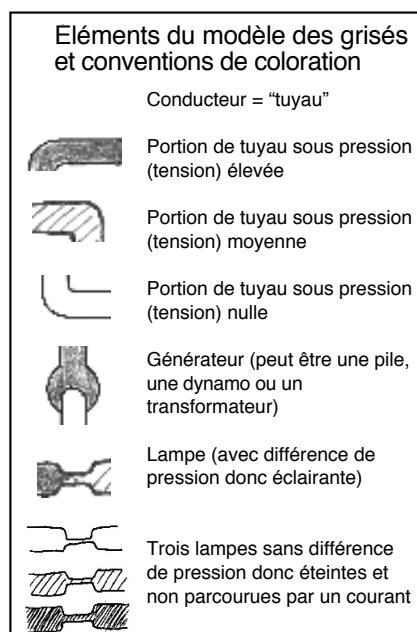 Eléments du modèle des grisés
et conventions de coloration
Conducteur = “tuyau”
Portion de tuyau sous pression
(tension) élevée
Portion de tuyau sous pression
(tension) moyenne
Portion de tuyau sous pression
(tension) nulle
Générateur (peut être une pile,
une dynamo ou un
transformateur)
Lampe (avec différence de
pression donc éclairante)
Trois lampes sans différence
de pression donc éteintes et
non parcourues par un courant